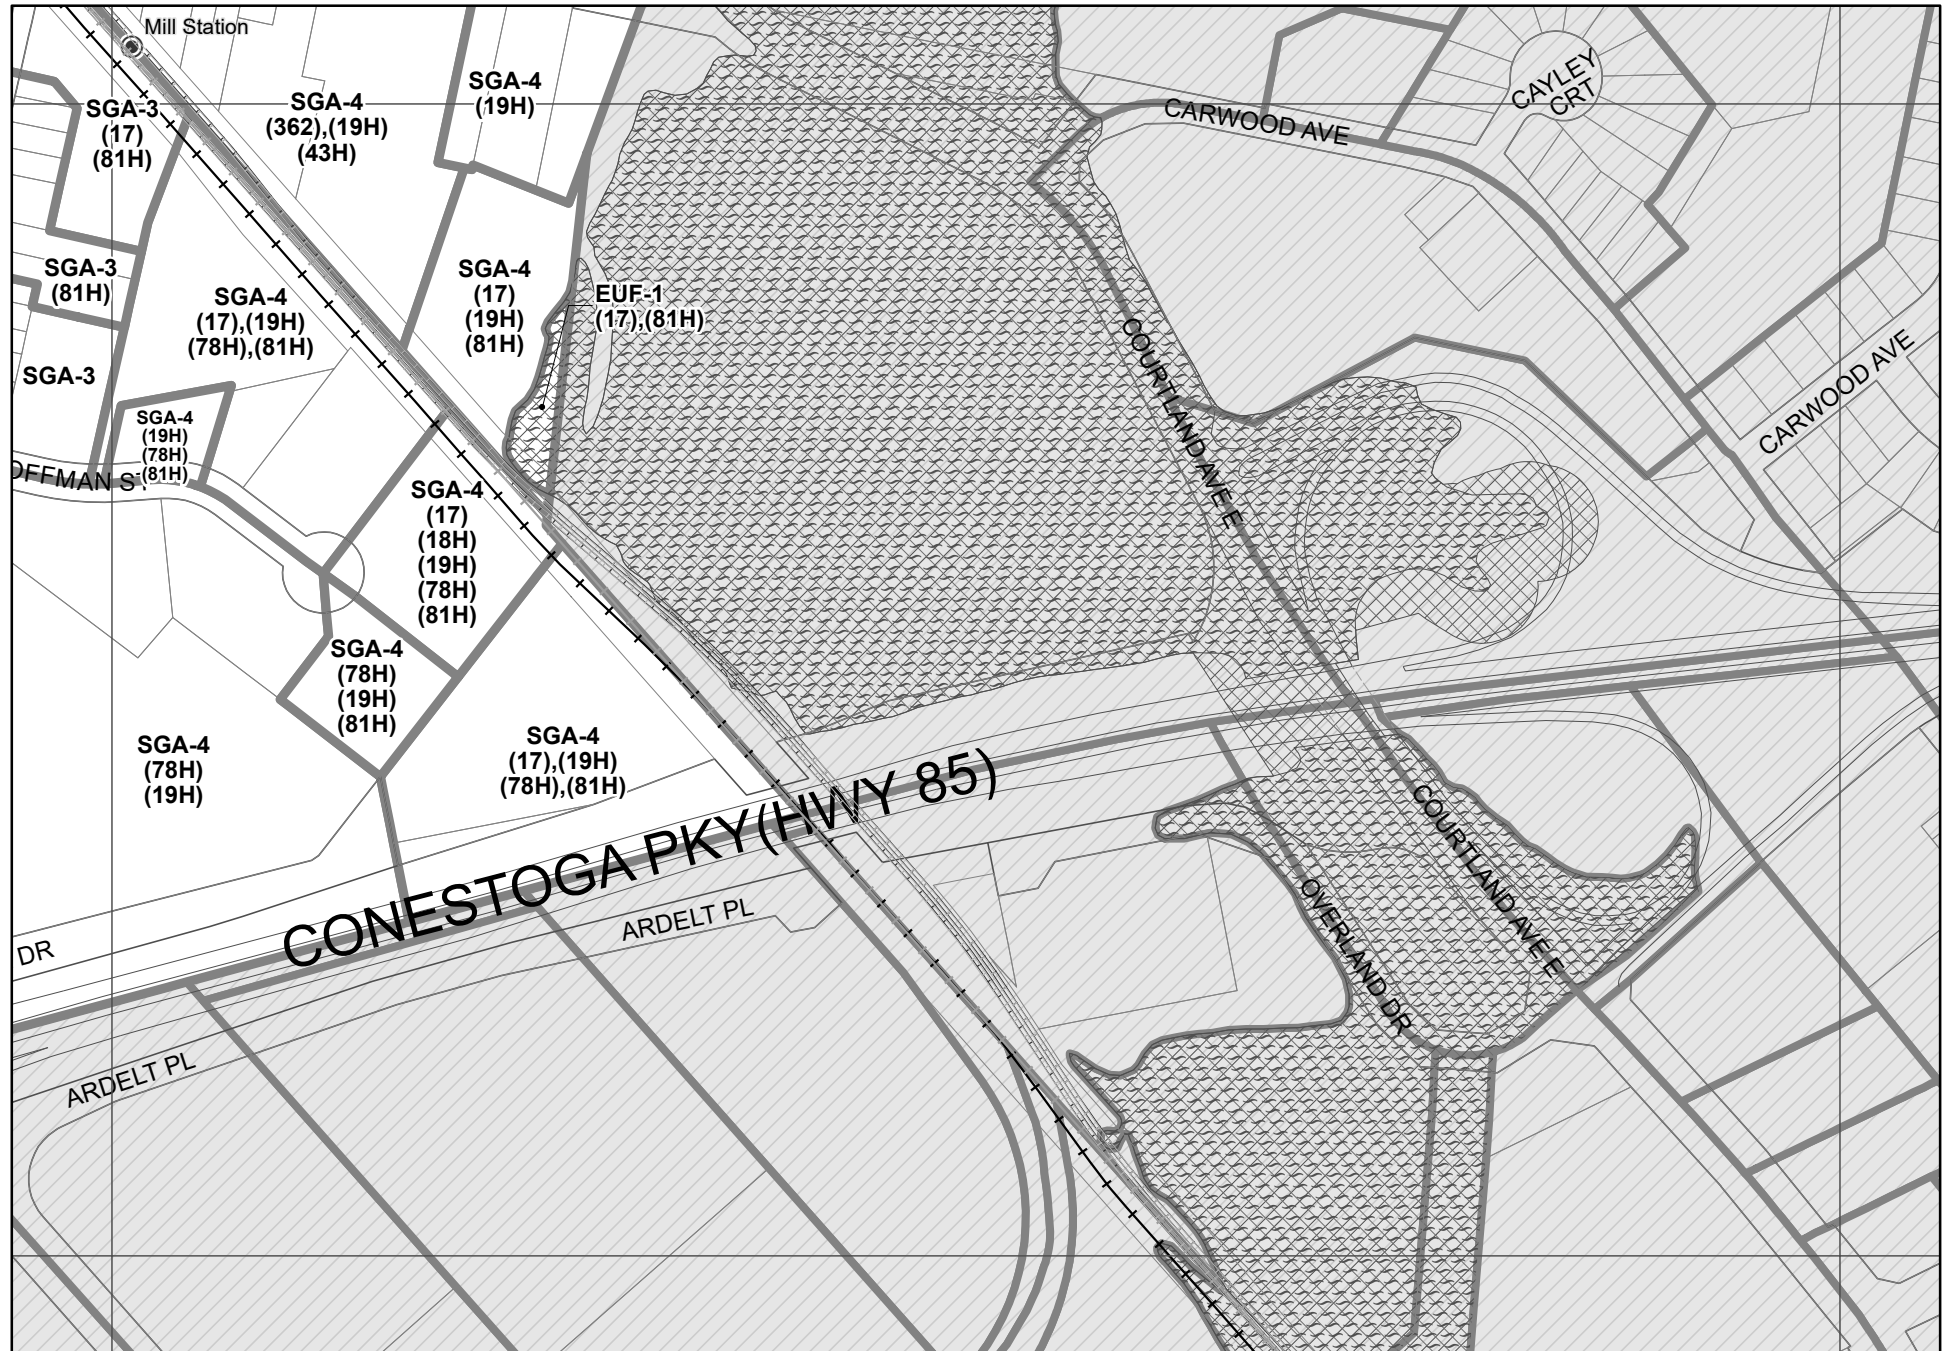 Mill Station
SGA-3
(17)
(81H)
SGA-4
(362),(19H)
(43H)
SGA-4
(19H)
CARWOOD AVE
CAYLEY
CRT
SGA-3
(81H)
SGA-4
(17),(19H)
(78H),(81H)
SGA-4
(17)
(19H)
(81H)
EUF-1
(17),(81H)
SGA-3
COURTLAND AVE E
CARWOOD AVE
SGA-4
(19H)
(78H)
(81H)
OFFMAN ST
SGA-4
(17)
(18H)
(19H)
(78H)
(81H)
SGA-4
(78H)
(19H)
(81H)
SGA-4
(78H)
(19H)
SGA-4
(17),(19H)
(78H),(81H)
CONESTOGA PKY(HWY 85)
COURTLAND AVE E
OVERLAND DR
ARDELT PL
DR
ARDELT PL